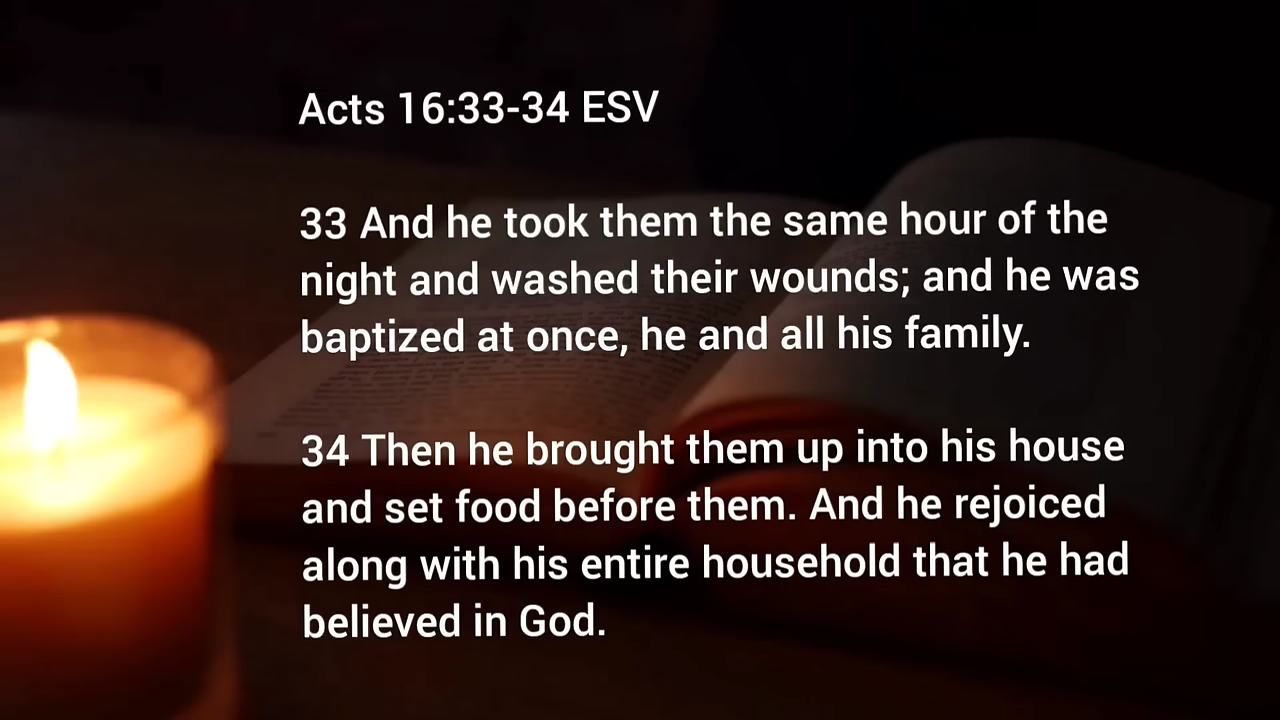 Acts 16:33-34 ESV
33 And he took them the same hour of the
night and washed their wounds; and he was
baptized at once, he and all his family.
34 Then he brought them up into his house
and set food before them. And he rejoiced
along with his entire household that he had
believed in God.